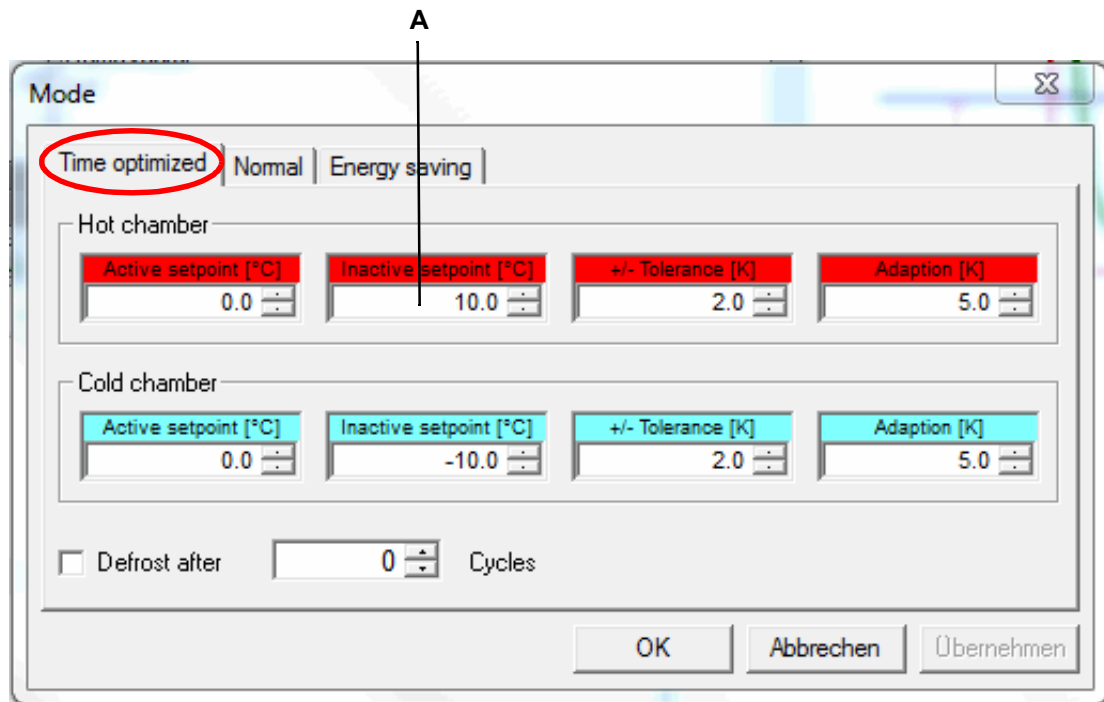 A
Mode
Time optimized Normal Energy saving
Hot chamber
Active setpoint [°C] Inactive setpoint [°C] +/- Tolerance [K] Adaption [K]
0.0 10.0 2.0 5.0
Cold chamber
Active setpoint [°C] Inactive setpoint [°C] +/- Tolerance [K] Adaption [K]
0.0 -10.0 2.0 5.0
Defrost after 0 Cycles
OK Abbrechen Übernehmen